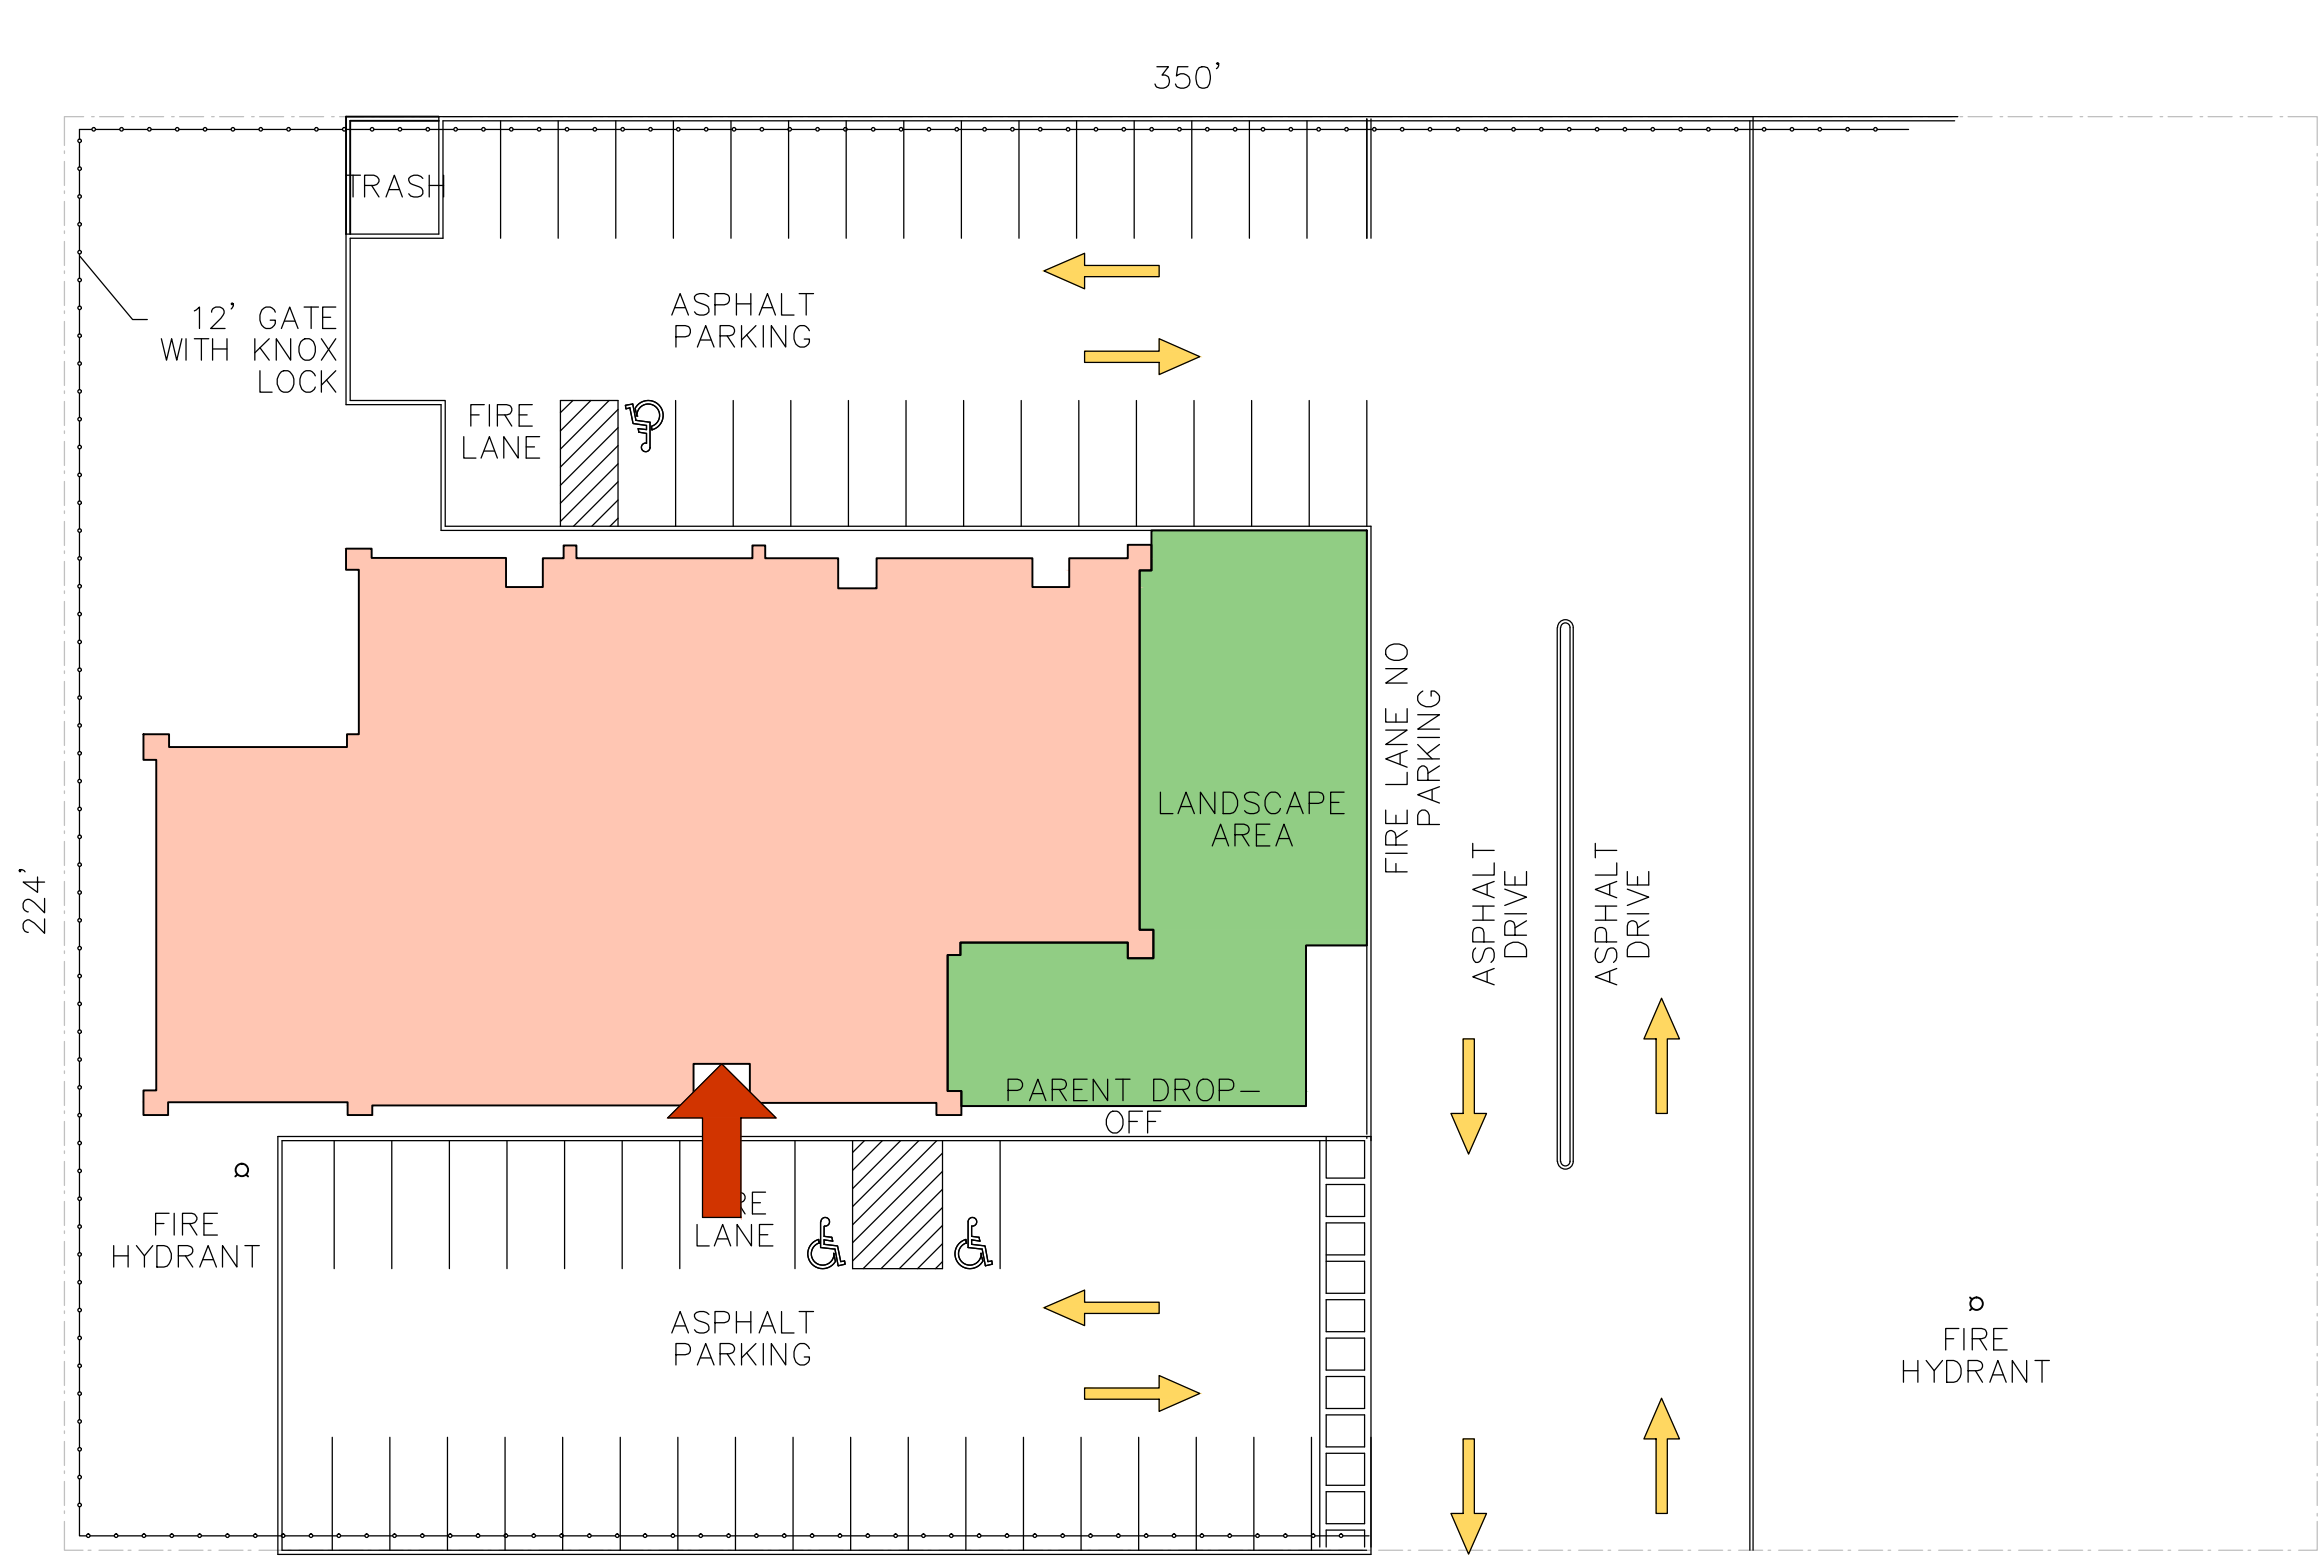 350'
TRASH
12' GATE
WITH KNOX
LOCK
ASPHALT
PARKING
FIRE
LANE
224'
LANDSCAPE
AREA
FIRE LANE NO
PARKING
ASPHALT
DRIVE
ASPHALT
DRIVE
PARENT DROP-
OFF
FIRE
HYDRANT
LANE
ASPHALT
PARKING
FIRE
HYDRANT